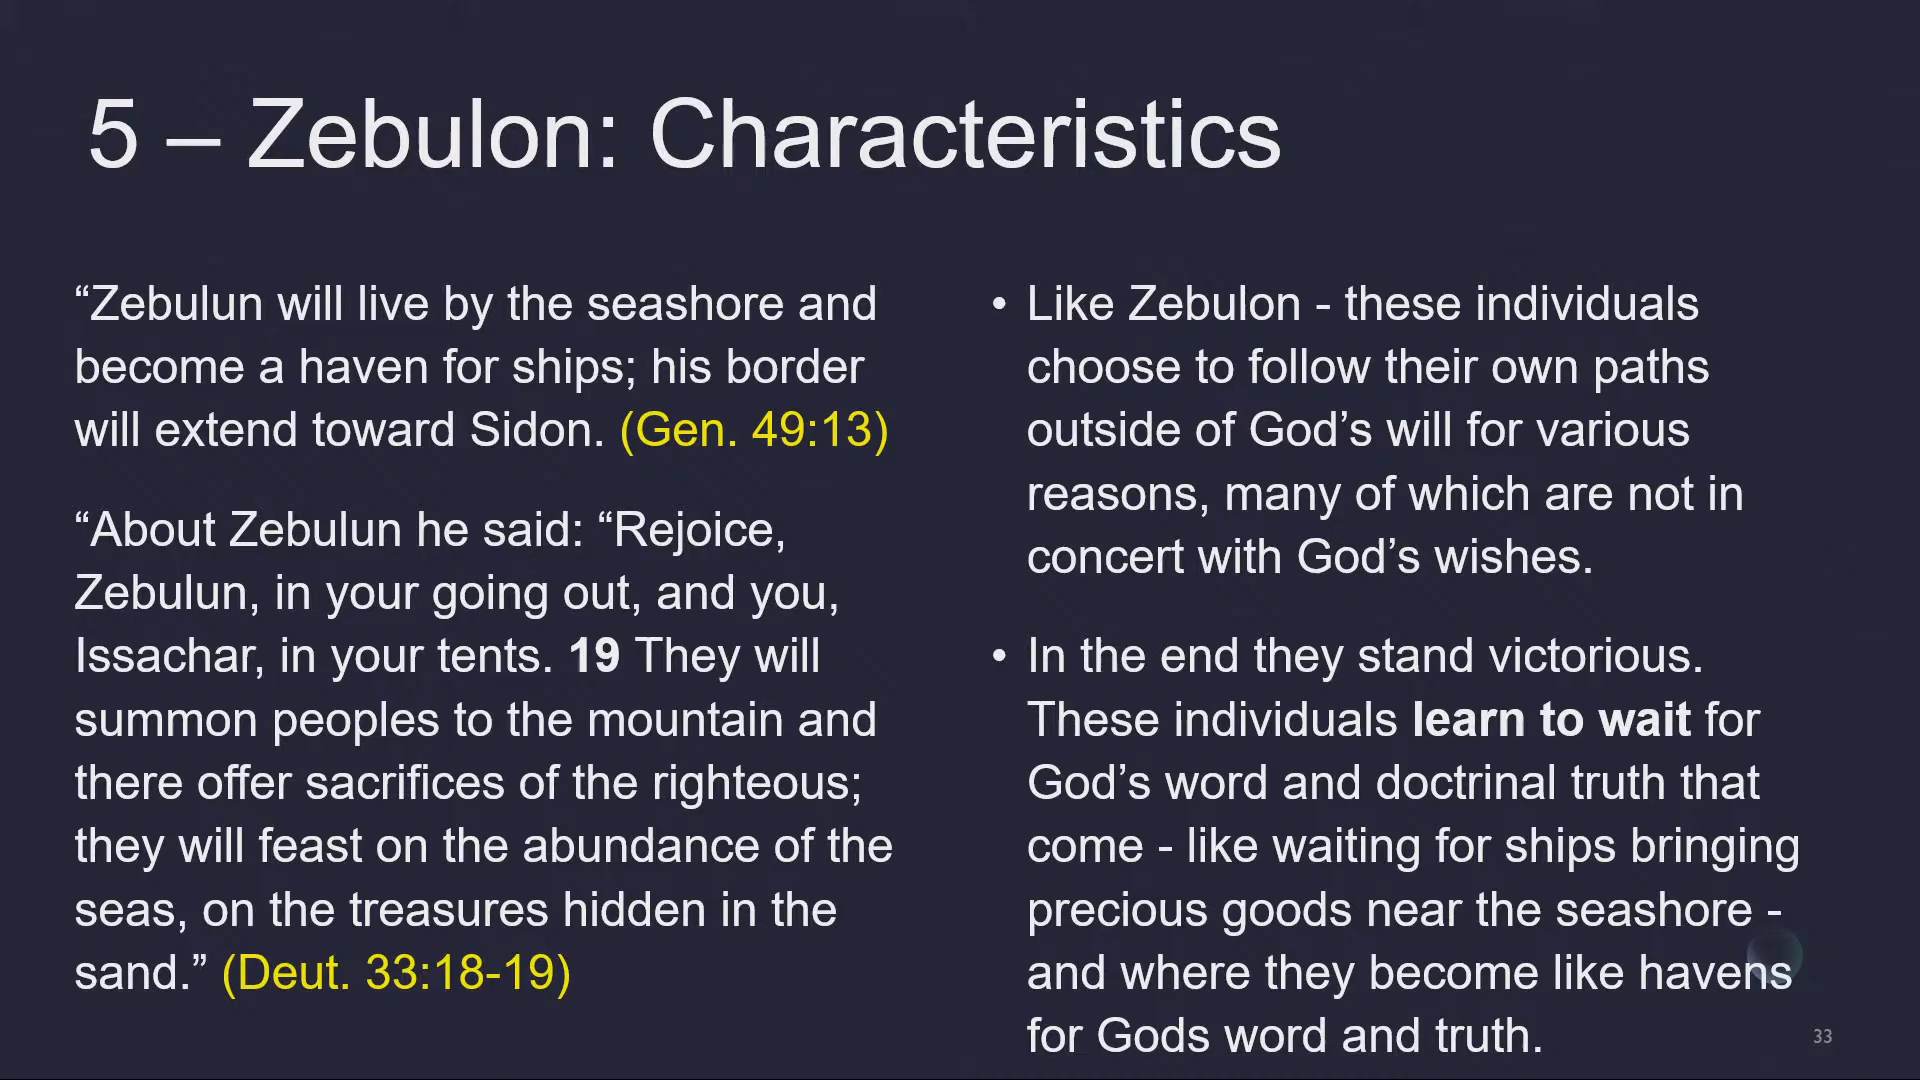 5 – Zebulon: Characteristics
“Zebulun will live by the seashore and
become a haven for ships; his border
will extend toward Sidon. (Gen. 49:13)
“About Zebulun he said: “Rejoice,
Zebulun, in your going out, and you,
Issachar, in your tents. 19 They will
summon peoples to the mountain and
there offer sacrifices of the righteous;
they will feast on the abundance of the
seas, on the treasures hidden in the
sand.” (Deut. 33:18-19)
• Like Zebulon - these individuals
choose to follow their own paths
outside of God’s will for various
reasons, many of which are not in
concert with God’s wishes.
• In the end they stand victorious.
These individuals learn to wait for
God’s word and doctrinal truth that
come - like waiting for ships bringing
precious goods near the seashore -
and where they become like havens
for Gods word and truth.
33